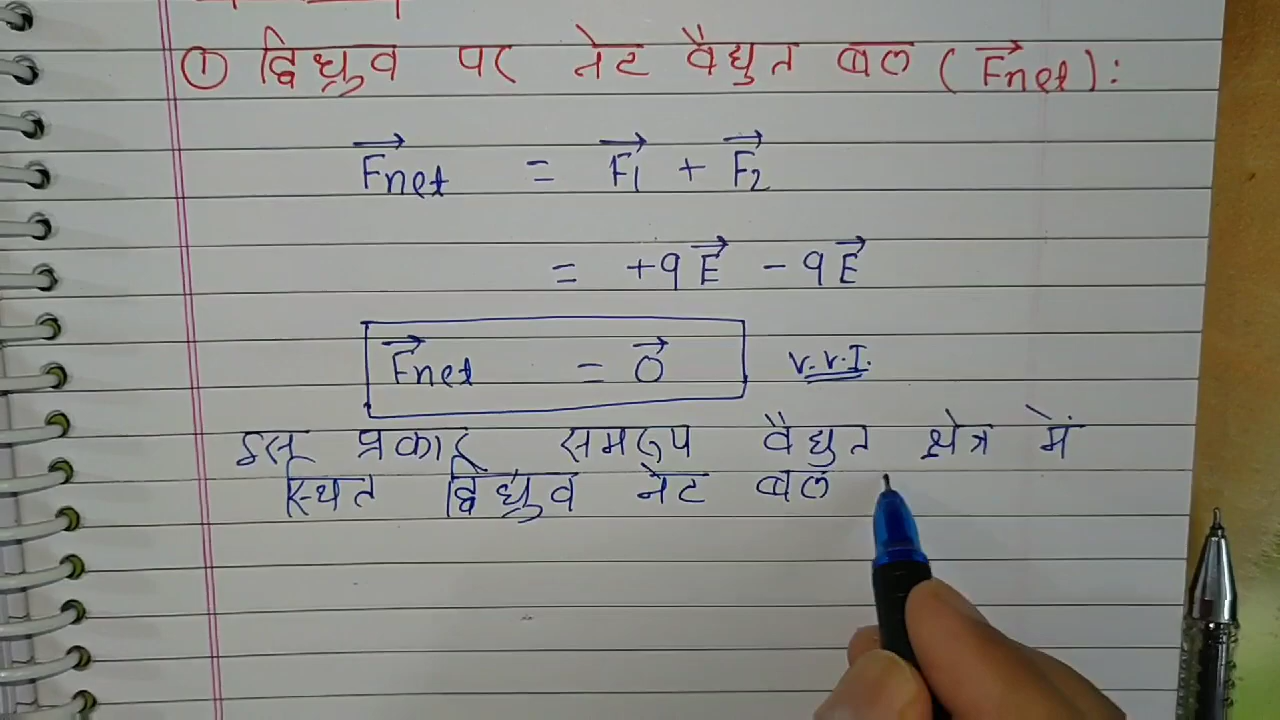 ① द्विध्रुव पर नेट वैद्युत बल (F⃗net):
F⃗net = F⃗1 + F⃗2
= +qE⃗ - qE⃗
F⃗net = 0⃗ V.V.I.
इस प्रकार समरूप वैद्युत क्षेत्र में
स्थित द्विध्रुव नेट बल